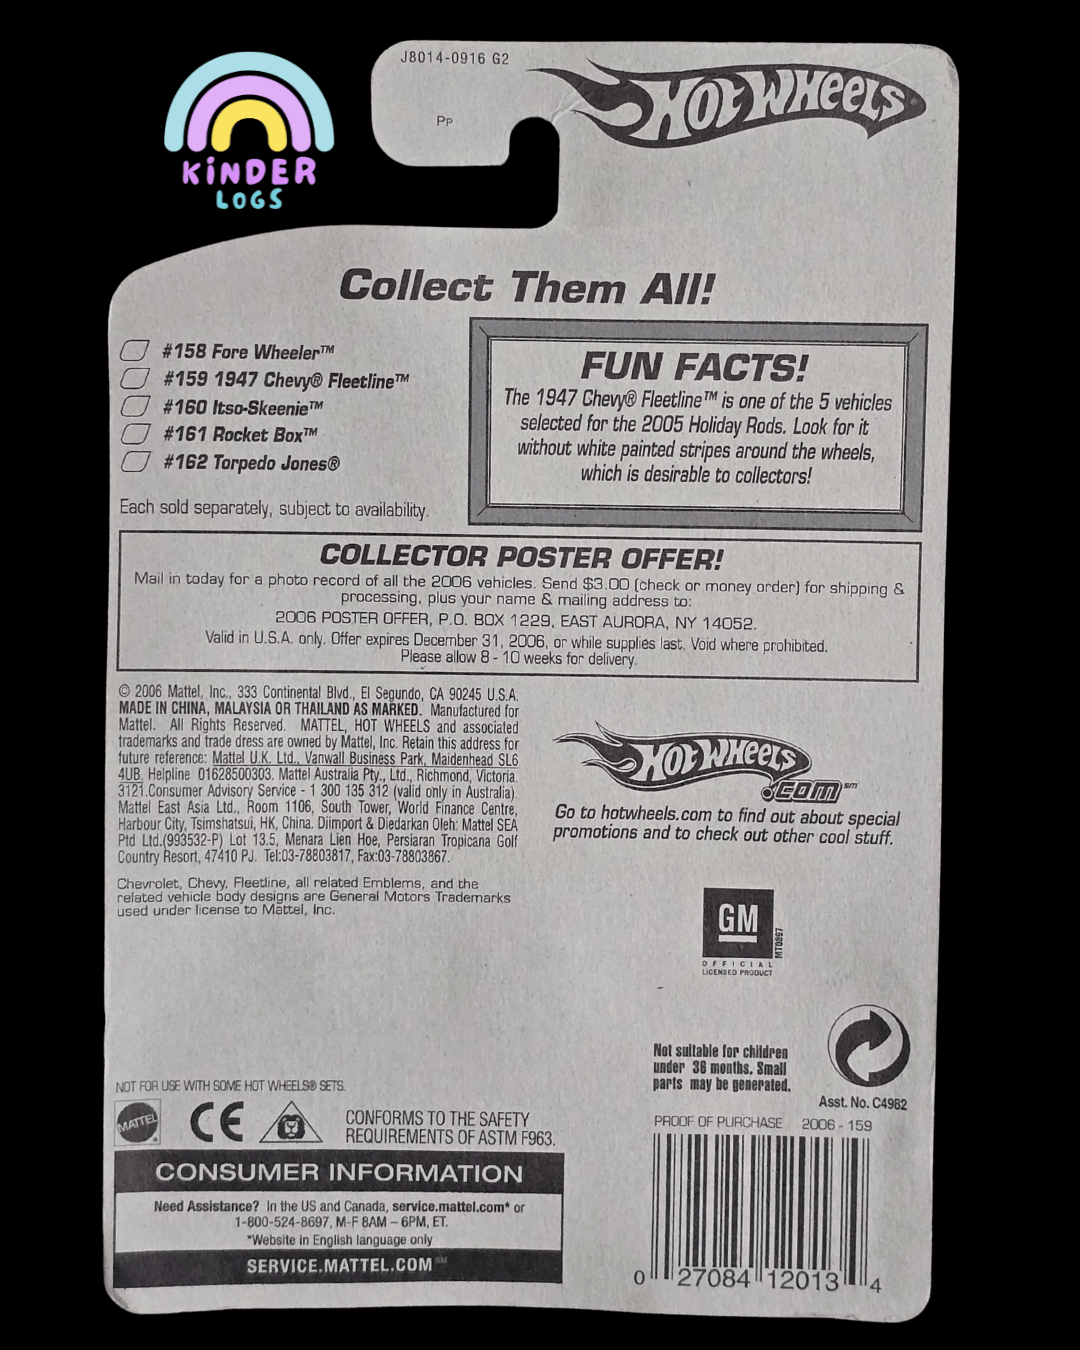 KiNDER
LOGS
J8014-0916 G2
PP
HOT WHEELS
Collect Them All!
#158 Fore Wheeler™
#159 1947 Chevy® Fleetline™
#160 Itso-Skeenie™
#161 Rocket Box™
#162 Torpedo Jones®
Each sold separately, subject to availability.
FUN FACTS!
The 1947 Chevy® Fleetline™ is one of the 5 vehicles
selected for the 2005 Holiday Rods. Look for it
without white painted stripes around the wheels,
which is desirable to collectors!
COLLECTOR POSTER OFFER!
Mail in today for a photo record of all the 2006 vehicles. Send $3.00 (check or money order) for shipping &
processing, plus your name & mailing address to:
2006 POSTER OFFER, P.O. BOX 1229, EAST AURORA, NY 14052.
Valid in U.S.A. only. Offer expires December 31, 2006, or while supplies last. Void where prohibited.
Please allow 8 - 10 weeks for delivery.
© 2006 Mattel, Inc., 333 Continental Blvd., El Segundo, CA 90245 U.S.A.
MADE IN CHINA, MALAYSIA OR THAILAND AS MARKED. Manufactured for
Mattel. All Rights Reserved. MATTEL, HOT WHEELS and associated
trademarks and trade dress are owned by Mattel, Inc. Retain this address for
future reference: Mattel U.K. Ltd., Vanwall Business Park, Maidenhead SL6
4UB, Helpline 01628500303. Mattel Australia Pty., Ltd., Richmond, Victoria.
3121.Consumer Advisory Service - 1 300 135 312 (valid only in Australia).
Mattel East Asia Ltd., Room 1106, South Tower, World Finance Centre,
Harbour City, Tsimshatsui, HK, China. Diimport & Diedarkan Oleh: Mattel SEA
Ptd Ltd.(993532-P) Lot 13.5, Menara Lien Hoe, Persiaran Tropicana Golf
Country Resort, 47410 PJ. Tel:03-78803817, Fax:03-78803867.
Chevrolet, Chevy, Fleetline, all related Emblems, and the
related vehicle body designs are General Motors Trademarks
used under license to Mattel, Inc.
HOT WHEELS
.COM℠
Go to hotwheels.com to find out about special
promotions and to check out other cool stuff.
GM
MT0897
OFFICIAL
LICENSED PRODUCT
Not suitable for children
under 36 months. Small
parts may be generated.
Asst. No. C4982
PROOF OF PURCHASE 2006 - 159
0 27084 12013 4
NOT FOR USE WITH SOME HOT WHEELS® SETS.
MATTEL®
CE
CONFORMS TO THE SAFETY
REQUIREMENTS OF ASTM F963.
CONSUMER INFORMATION
Need Assistance? In the US and Canada, service.mattel.com* or
1-800-524-8697, M-F 8AM – 6PM, ET.
*Website in English language only
SERVICE.MATTEL.COM℠